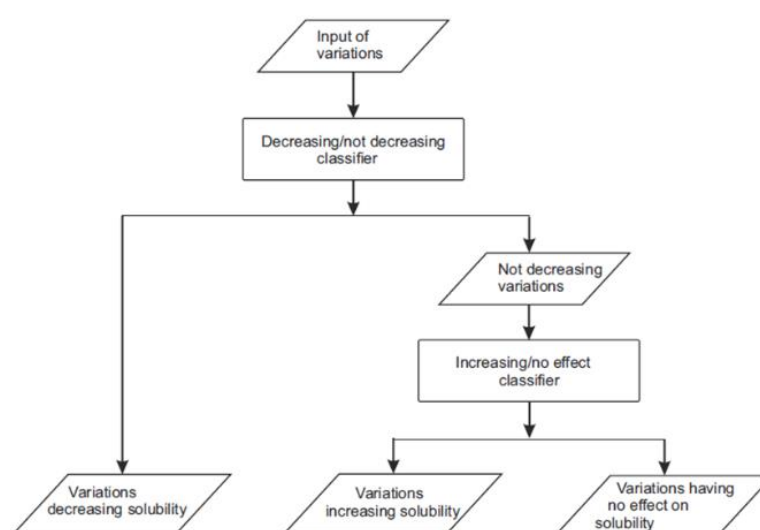 Input of
variations
Decreasing/not decreasing
classifier
Not decreasing
variations
Increasing/no effect
classifier
Variations
decreasing solubility
Variations
increasing solubility
Variations having
no effect on
solubility